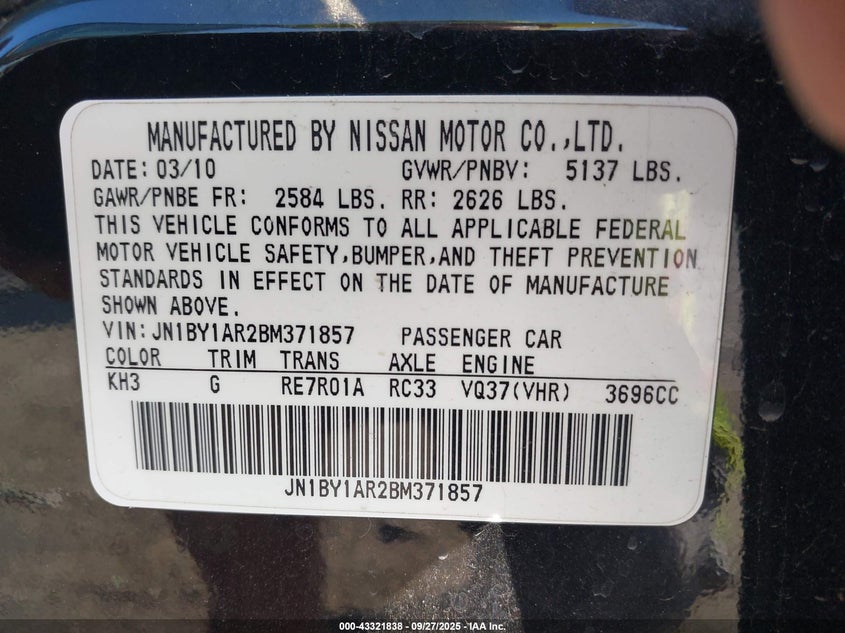 MANUFACTURED BY NISSAN MOTOR CO.,LTD.
DATE: 03/10 GVWR/PNBV: 5137 LBS.
GAWR/PNBE FR: 2584 LBS. RR: 2626 LBS.
THIS VEHICLE CONFORMS TO ALL APPLICABLE FEDERAL
MOTOR VEHICLE SAFETY,BUMPER,AND THEFT PREVENTION
STANDARDS IN EFFECT ON THE DATE OF MANUFACTURE
SHOWN ABOVE.
VIN:JN1BY1AR2BM371857 PASSENGER CAR
COLOR TRIM TRANS AXLE ENGINE
KH3 G RE7R01A RC33 VQ37(VHR) 3696CC
JN1BY1AR2BM371857
000-43321838 - 09/27/2025 - IAA Inc.